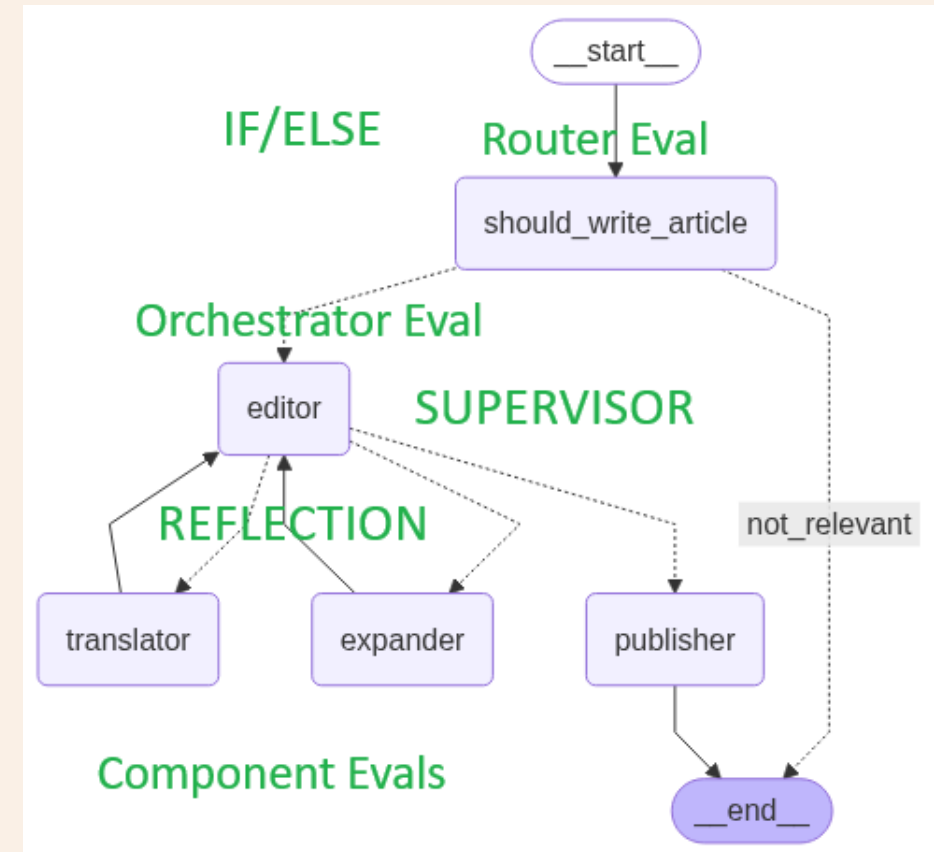 __start__
IF/ELSE
Router Eval
should_write_article
Orchestrator Eval
editor
SUPERVISOR
REFLECTION
not_relevant
translator
expander
publisher
Component Evals
__end__